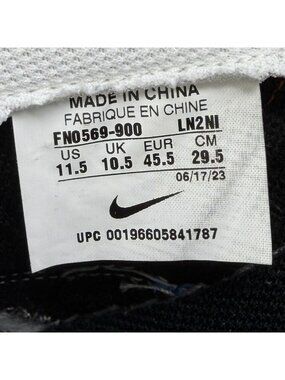 MADE IN CHINA
FABRIQUE EN CHINE
FN0569-900 LN2NI
US UK EUR CM
11.5 10.5 45.5 29.5
06/17/23
UPC 00196605841787